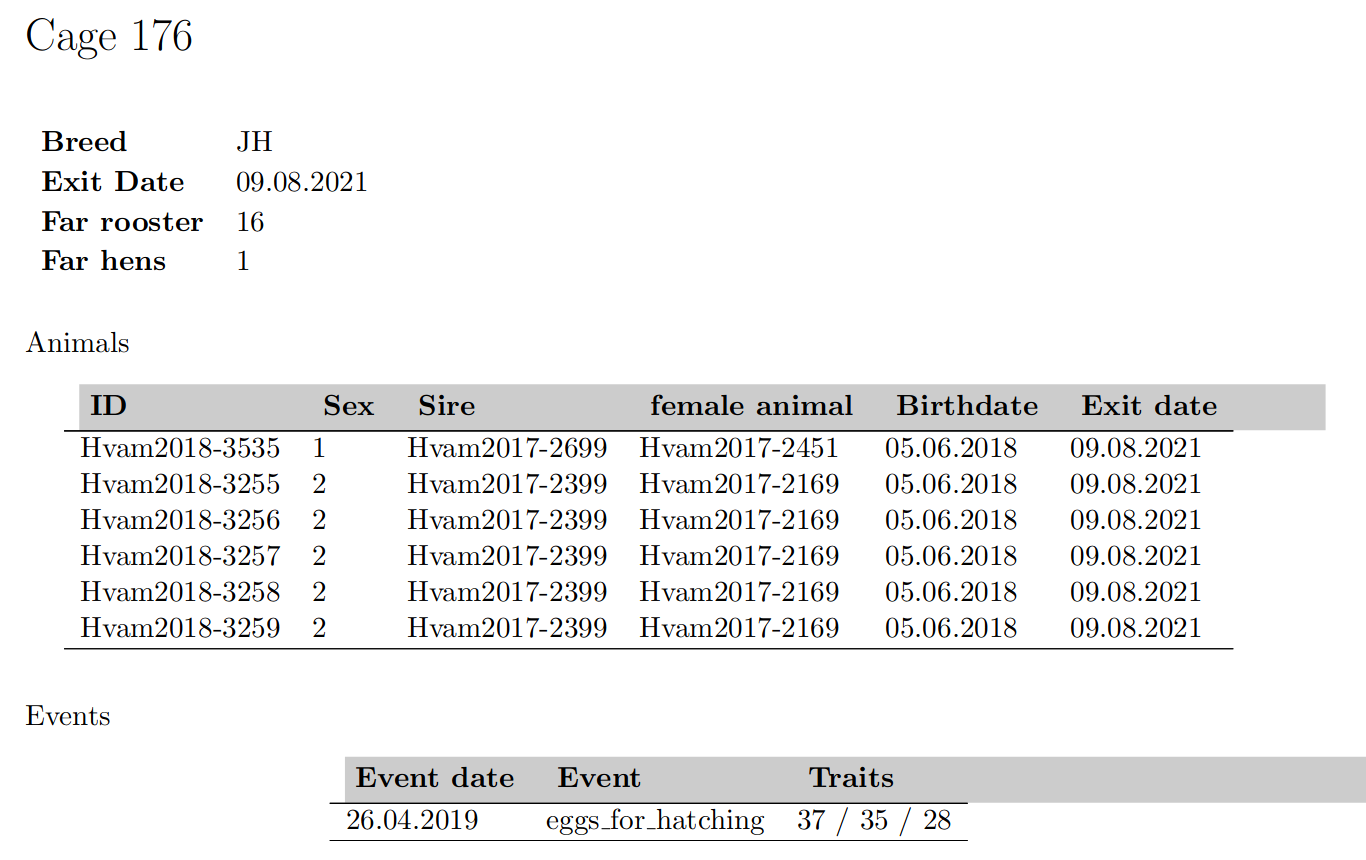 Cage 176
Breed JH
Exit Date 09.08.2021
Far rooster 16
Far hens 1
Animals
ID Sex Sire female animal Birthdate Exit date
Hvam2018-3535 1 Hvam2017-2699 Hvam2017-2451 05.06.2018 09.08.2021
Hvam2018-3255 2 Hvam2017-2399 Hvam2017-2169 05.06.2018 09.08.2021
Hvam2018-3256 2 Hvam2017-2399 Hvam2017-2169 05.06.2018 09.08.2021
Hvam2018-3257 2 Hvam2017-2399 Hvam2017-2169 05.06.2018 09.08.2021
Hvam2018-3258 2 Hvam2017-2399 Hvam2017-2169 05.06.2018 09.08.2021
Hvam2018-3259 2 Hvam2017-2399 Hvam2017-2169 05.06.2018 09.08.2021
Events
Event date Event Traits
26.04.2019 eggs_for_hatching 37 / 35 / 28